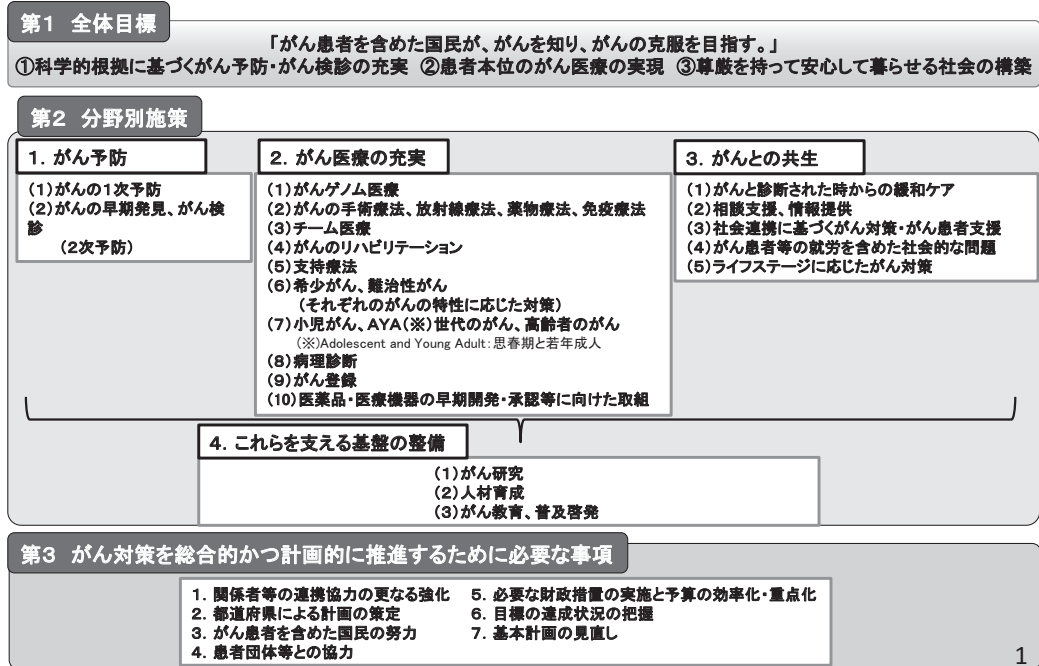 第1 全体目標
「がん患者を含めた国民が、がんを知り、がんの克服を目指す。」
①科学的根拠に基づくがん予防・がん検診の充実 ②患者本位のがん医療の実現 ③尊厳を持って安心して暮らせる社会の構築
第2 分野別施策
1. がん予防
(1)がんの1次予防
(2)がんの早期発見、がん検
診
(2次予防)
2. がん医療の充実
(1)がんゲノム医療
(2)がんの手術療法、放射線療法、薬物療法、免疫療法
(3)チーム医療
(4)がんのリハビリテーション
(5)支持療法
(6)希少がん、難治性がん
(それぞれのがんの特性に応じた対策)
(7)小児がん、AYA(※)世代のがん、高齢者のがん
(※)Adolescent and Young Adult:思春期と若年成人
(8)病理診断
(9)がん登録
(10)医薬品・医療機器の早期開発・承認等に向けた取組
3. がんとの共生
(1)がんと診断された時からの緩和ケア
(2)相談支援、情報提供
(3)社会連携に基づくがん対策・がん患者支援
(4)がん患者等の就労を含めた社会的な問題
(5)ライフステージに応じたがん対策
4. これらを支える基盤の整備
(1)がん研究
(2)人材育成
(3)がん教育、普及啓発
第3 がん対策を総合的かつ計画的に推進するために必要な事項
1. 関係者等の連携協力の更なる強化
2. 都道府県による計画の策定
3. がん患者を含めた国民の努力
4. 患者団体等との協力
5. 必要な財政措置の実施と予算の効率化・重点化
6. 目標の達成状況の把握
7. 基本計画の見直し
1